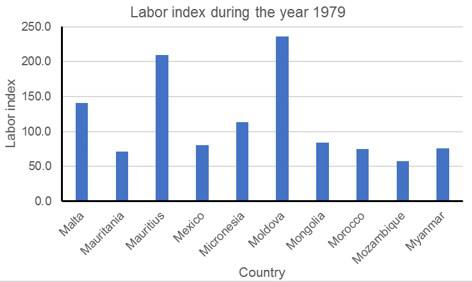 Labor index during the year 1979
250.0
200.0
150.0
100.0
50.0
0.0
Labor index
Malta
Mauritania
Mauritius
Mexico
Micronesia
Moldova
Mongolia
Morocco
Mozambique
Myanmar
Country